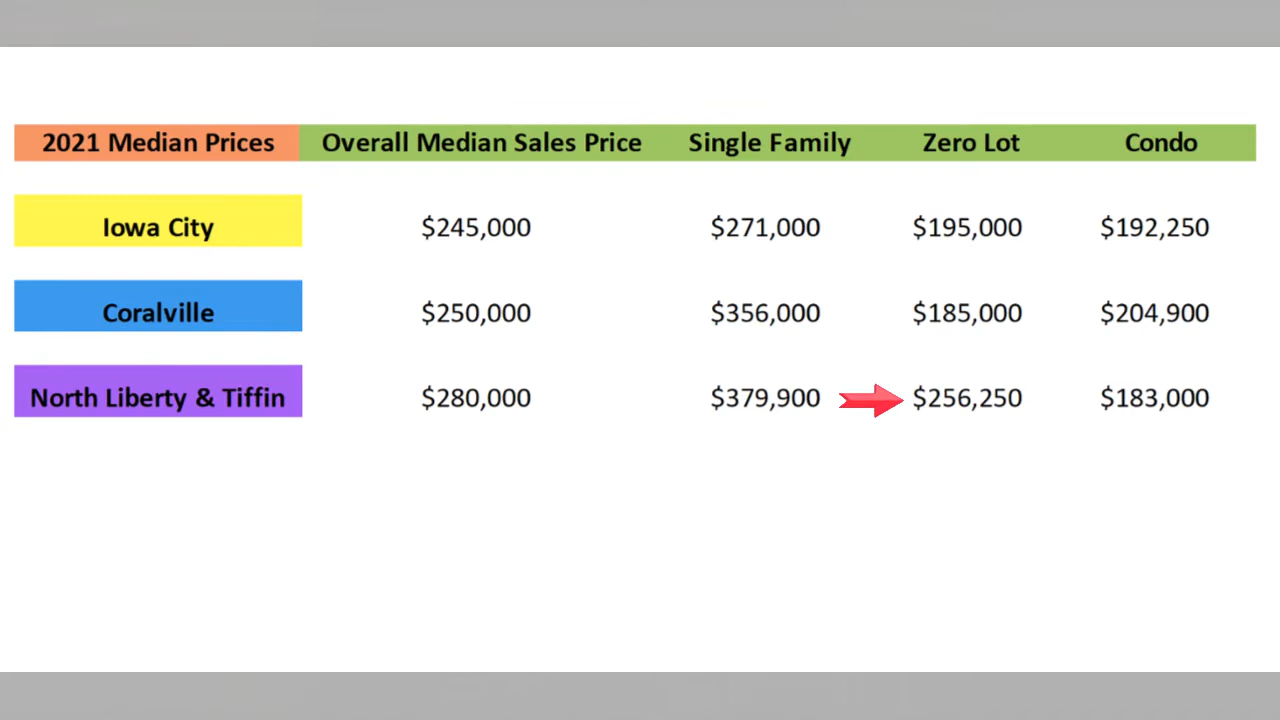 2021 Median Prices Overall Median Sales Price Single Family Zero Lot Condo
Iowa City $245,000 $271,000 $195,000 $192,250
Coralville $250,000 $356,000 $185,000 $204,900
North Liberty & Tiffin $280,000 $379,900 $256,250 $183,000